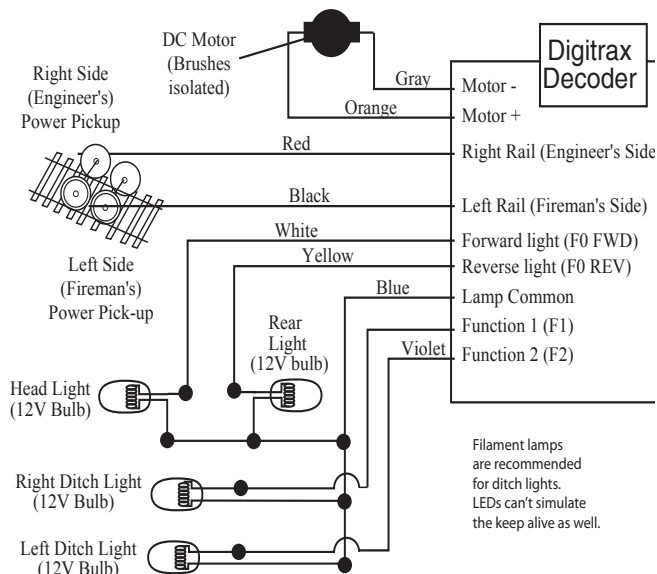 DC Motor
(Brushes
isolated)
Digitrax
Decoder
Right Side
(Engineer's)
Power Pickup
Gray
Motor -
Orange
Motor +
Red
Right Rail (Engineer's Side
Black
Left Rail (Fireman's Side)
White
Forward light (F0 FWD)
Left Side
(Fireman's)
Power Pick-up
Yellow
Reverse light (F0 REV)
Blue
Lamp Common
Function 1 (F1)
Violet
Function 2 (F2)
Rear
Light
(12V bulb)
Head Light
(12V Bulb)
Right Ditch Light
(12V Bulb)
Left Ditch Light
(12V Bulb)
Filament lamps
are recommended
for ditch lights.
LEDs can't simulate
the keep alive as well.